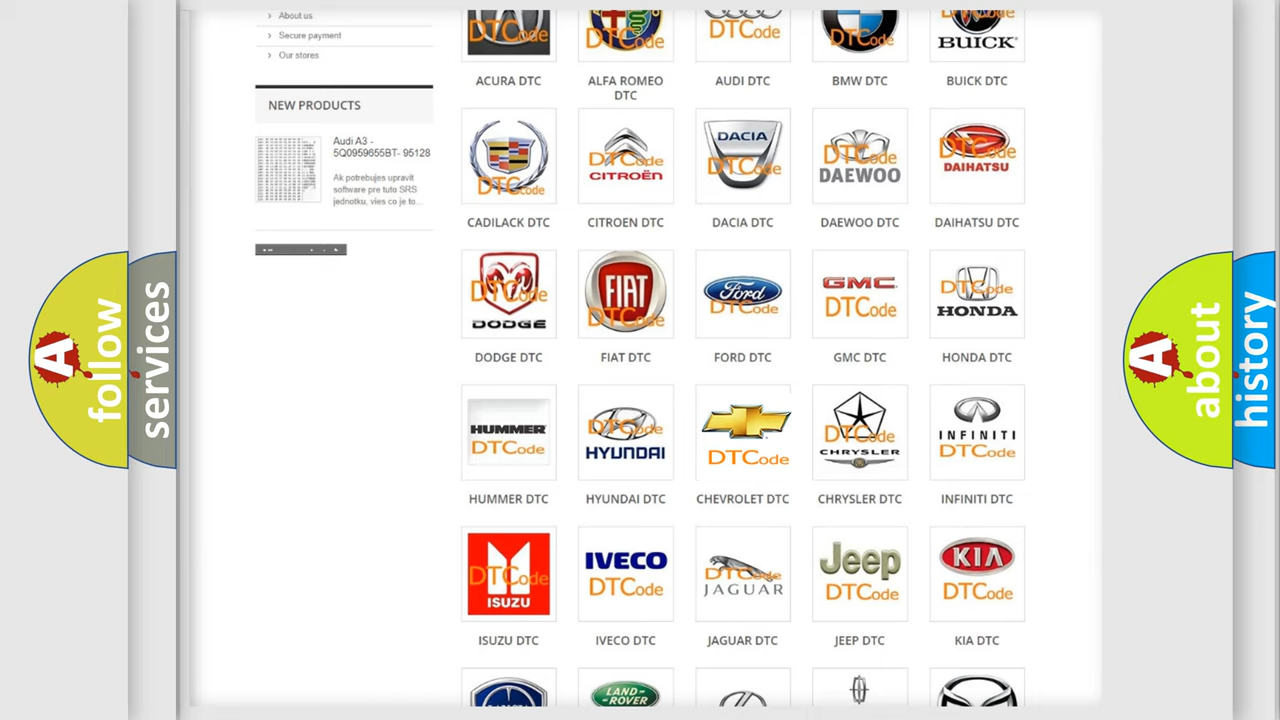 About us
Secure payment
Our stores
NEW PRODUCTS
Audi A3 -
5Q0959655BT- 95128
Ak potrebujes upravit
software pre tuto SRS
jednotku, vies co je to...
A follow
services
A about
history
DTCode
DTCode
DTCode
DTCode
BUICK
ACURA DTC
ALFA ROMEO
DTC
AUDI DTC
BMW DTC
BUICK DTC
DTCode
DTCode
CITROËN
DACIA
DTCode
DTCode
DAEWOO
DTCode
DAIHATSU
CADILACK DTC
CITROEN DTC
DACIA DTC
DAEWOO DTC
DAIHATSU DTC
DTCode
DODGE
FIAT
DTCode
Ford
DTCode
GMC
DTCode
DTCode
HONDA
DODGE DTC
FIAT DTC
FORD DTC
GMC DTC
HONDA DTC
HUMMER
DTCode
DTCode
HYUNDAI
DTCode
DTCode
CHRYSLER
INFINITI
DTCode
HUMMER DTC
HYUNDAI DTC
CHEVROLET DTC
CHRYSLER DTC
INFINITI DTC
DTCode
ISUZU
IVECO
DTCode
DTCode
JAGUAR
Jeep
DTCode
KIA
DTCode
ISUZU DTC
IVECO DTC
JAGUAR DTC
JEEP DTC
KIA DTC
LAND-
ROVER